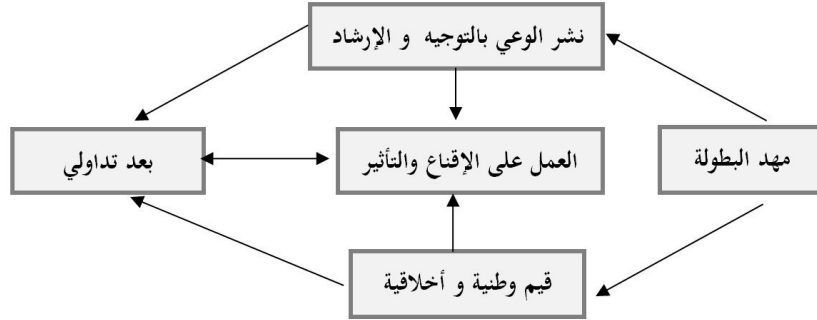 نشر الوعي بالتوجيه و الإرشاد
مهد البطولة
العمل على الإقناع والتأثير
بعد تداولي
قيم وطنية و أخلاقية